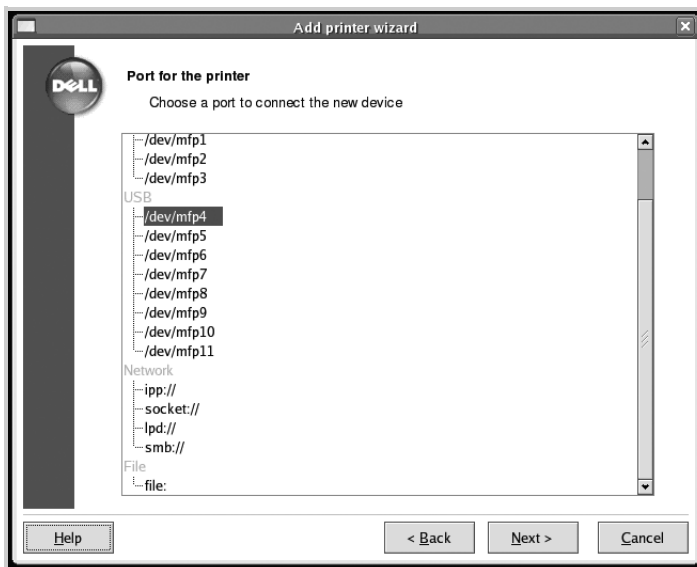 Add printer wizard
DELL
Port for the printer
Choose a port to connect the new device
/dev/mfp1
/dev/mfp2
/dev/mfp3
USB
/dev/mfp4
/dev/mfp5
/dev/mfp6
/dev/mfp7
/dev/mfp8
/dev/mfp9
/dev/mfp10
/dev/mfp11
Network
ipp://
socket://
lpd://
smb://
File
file:
Help
< Back
Next >
Cancel